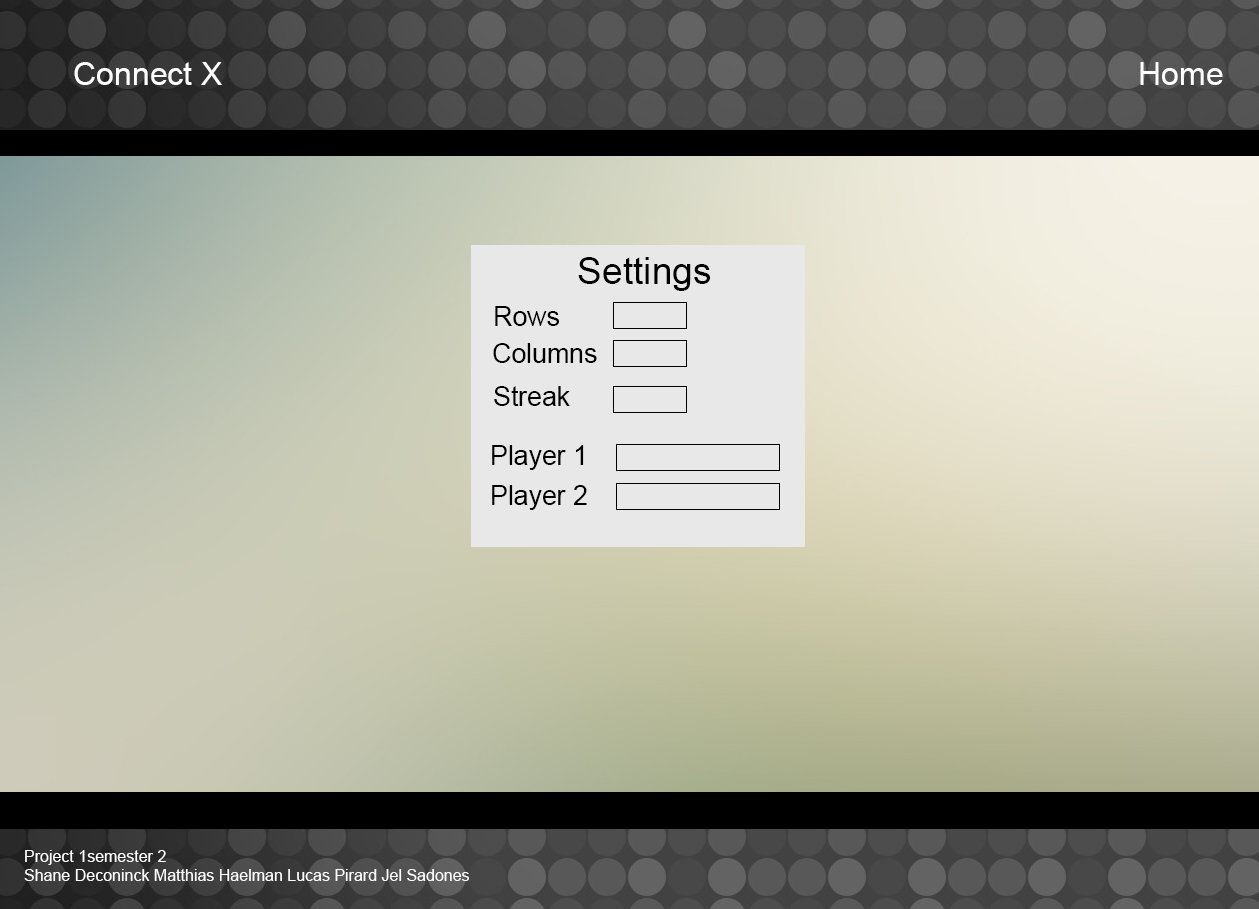 Connect X
Home
Settings
Rows
Columns
Streak
Player 1
Player 2
Project 1semester 2
Shane Deconinck Matthias Haelman Lucas Pirard Jel Sadones